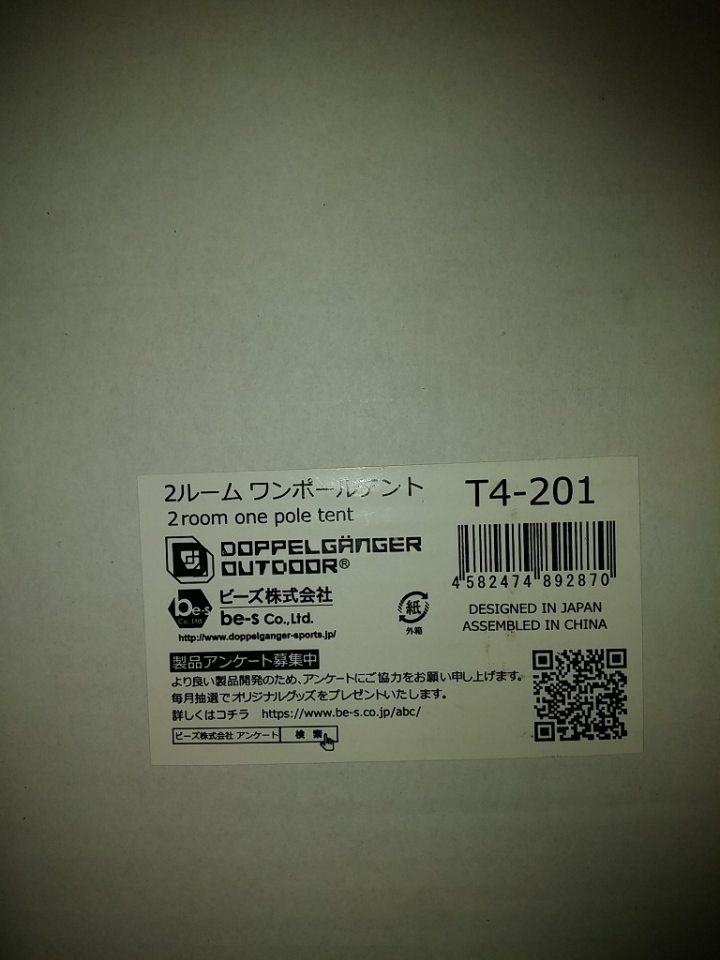 2ルーム ワンポールテント
T4-201
2room one pole tent
DOPPELGÄNGER
OUTDOOR®
4 582474 892870
be-s
Co.,Ltd.
ビーズ株式会社
be-s Co.,Ltd.
紙
外箱
DESIGNED IN JAPAN
ASSEMBLED IN CHINA
http://www.doppelganger-sports.jp/
製品アンケート募集中
より良い製品開発のため、アンケートにご協力をお願い申し上げます。
毎月抽選でオリジナルグッズをプレゼントいたします。
詳しくはコチラ https://www.be-s.co.jp/abc/
ビーズ株式会社 アンケート 検索